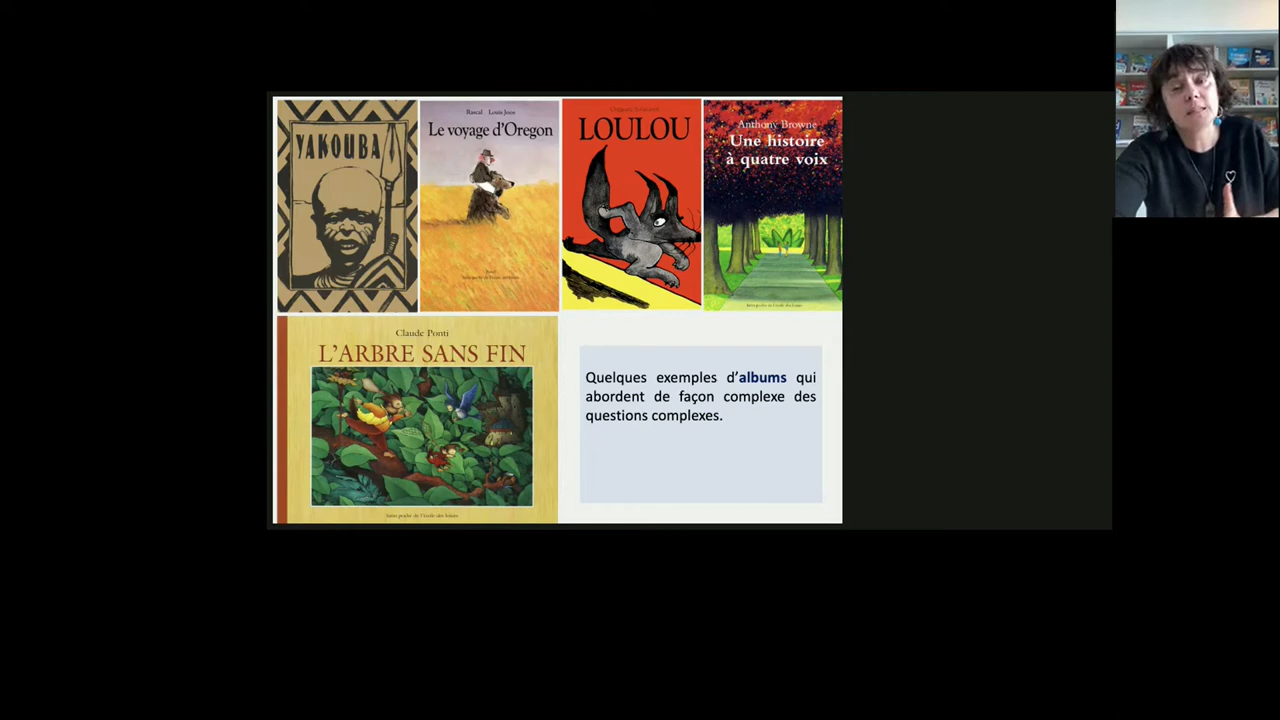 YAKOUBA
Rascal Louis Joos
Le voyage d'Oregon
LOULOU
Anthony Browne
Une histoire
à quatre voix
Claude Ponti
L'ARBRE SANS FIN
Quelques exemples d'albums qui
abordent de façon complexe des
questions complexes.